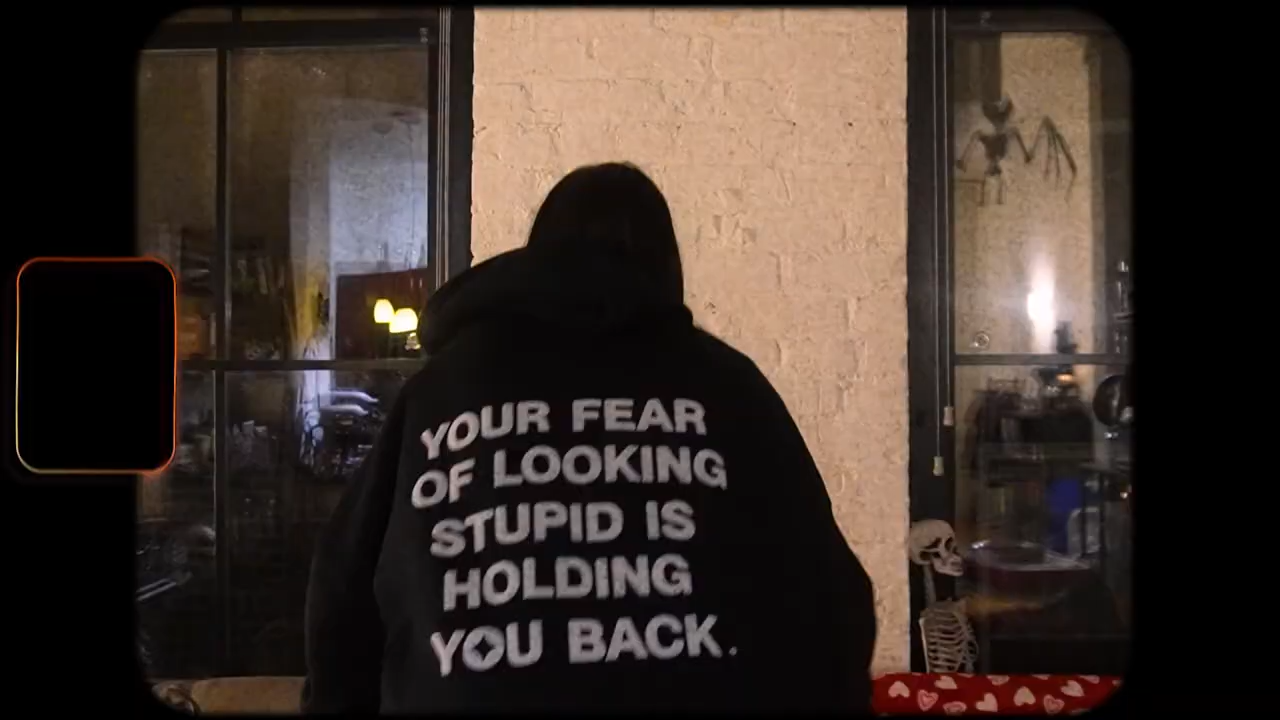 YOUR FEAR
OF LOOKING
STUPID IS
HOLDING
YOU BACK.